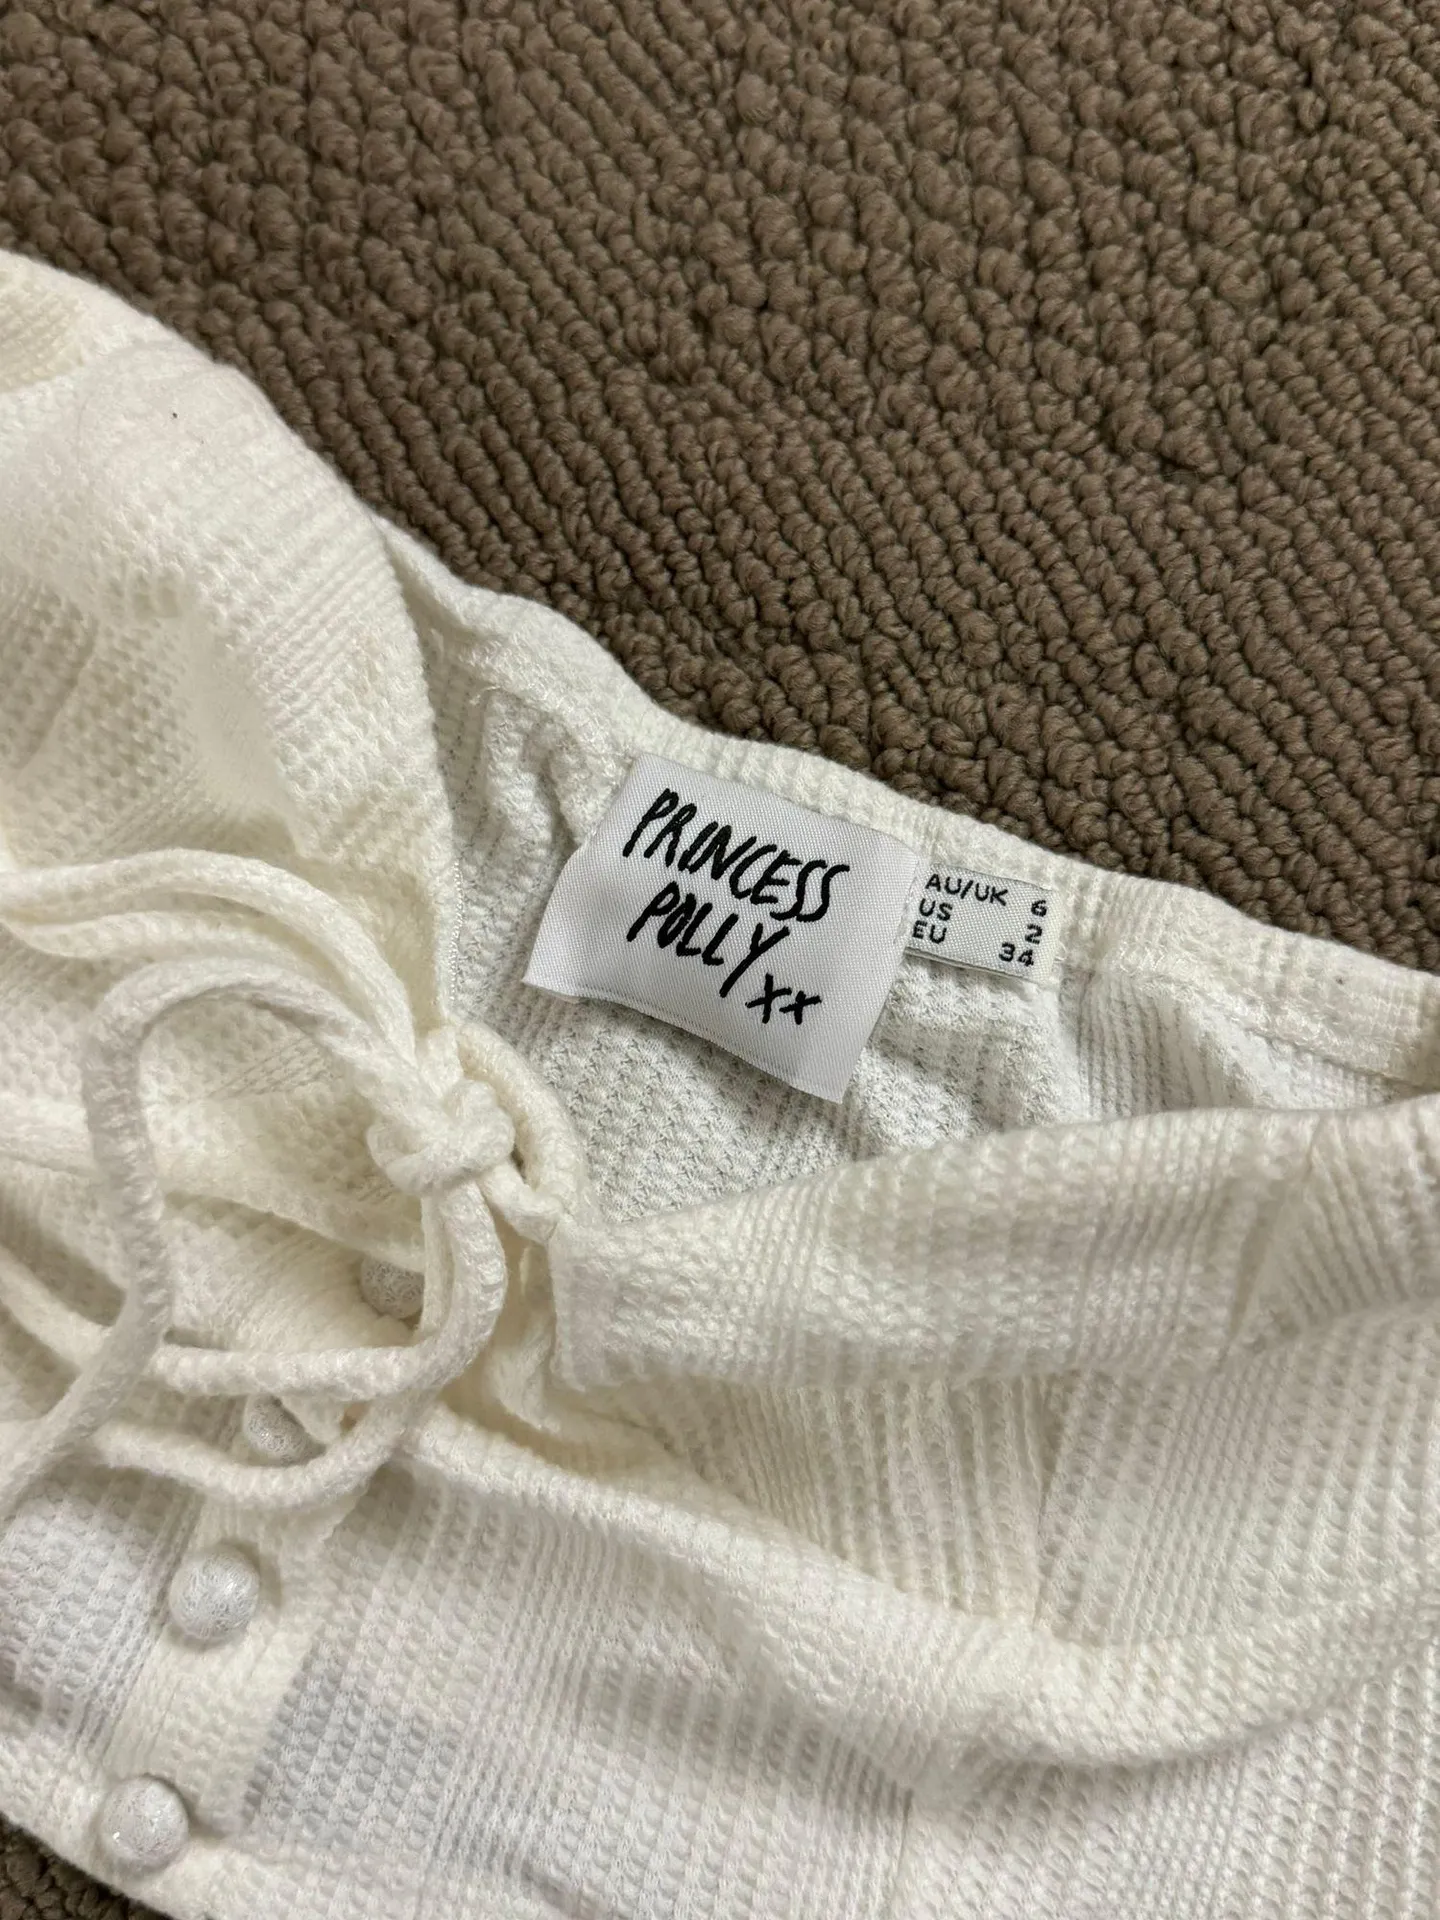 PRINCESS
POLLY xx
AU/UK 6
US 2
EU 34